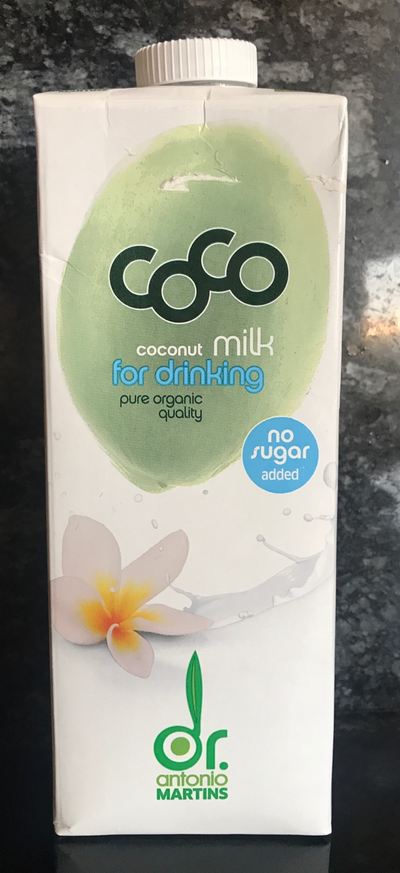 coco
coconut milk
for drinking
pure organic
quality
no
sugar
added
dr.
antonio
MARTINS